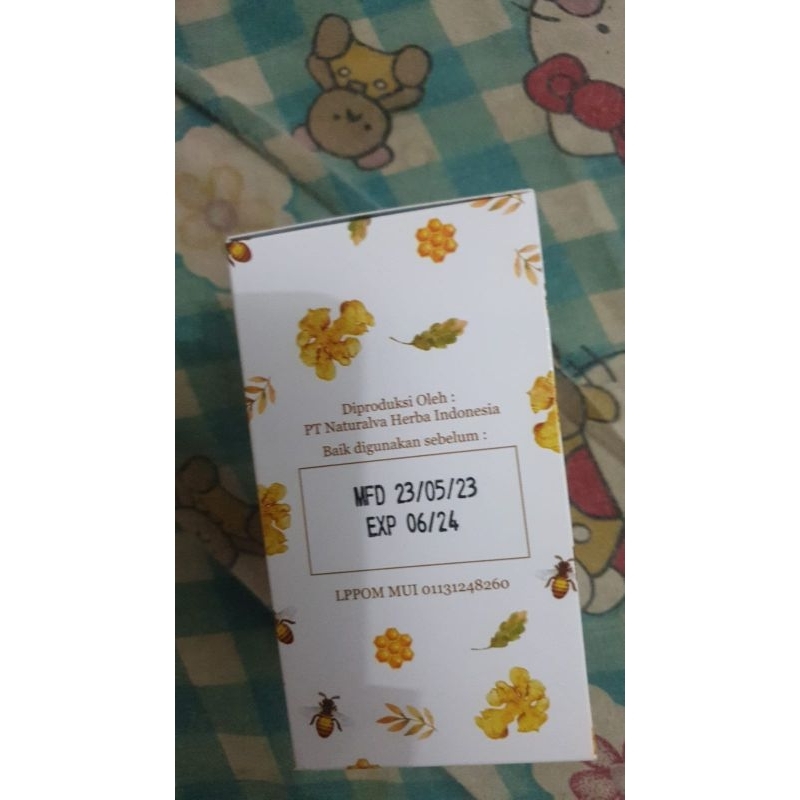 Diproduksi Oleh :
PT Naturalva Herba Indonesia
Baik digunakan sebelum :
MFD 23/05/23
EXP 06/24
LPPOM MUI 01131248260